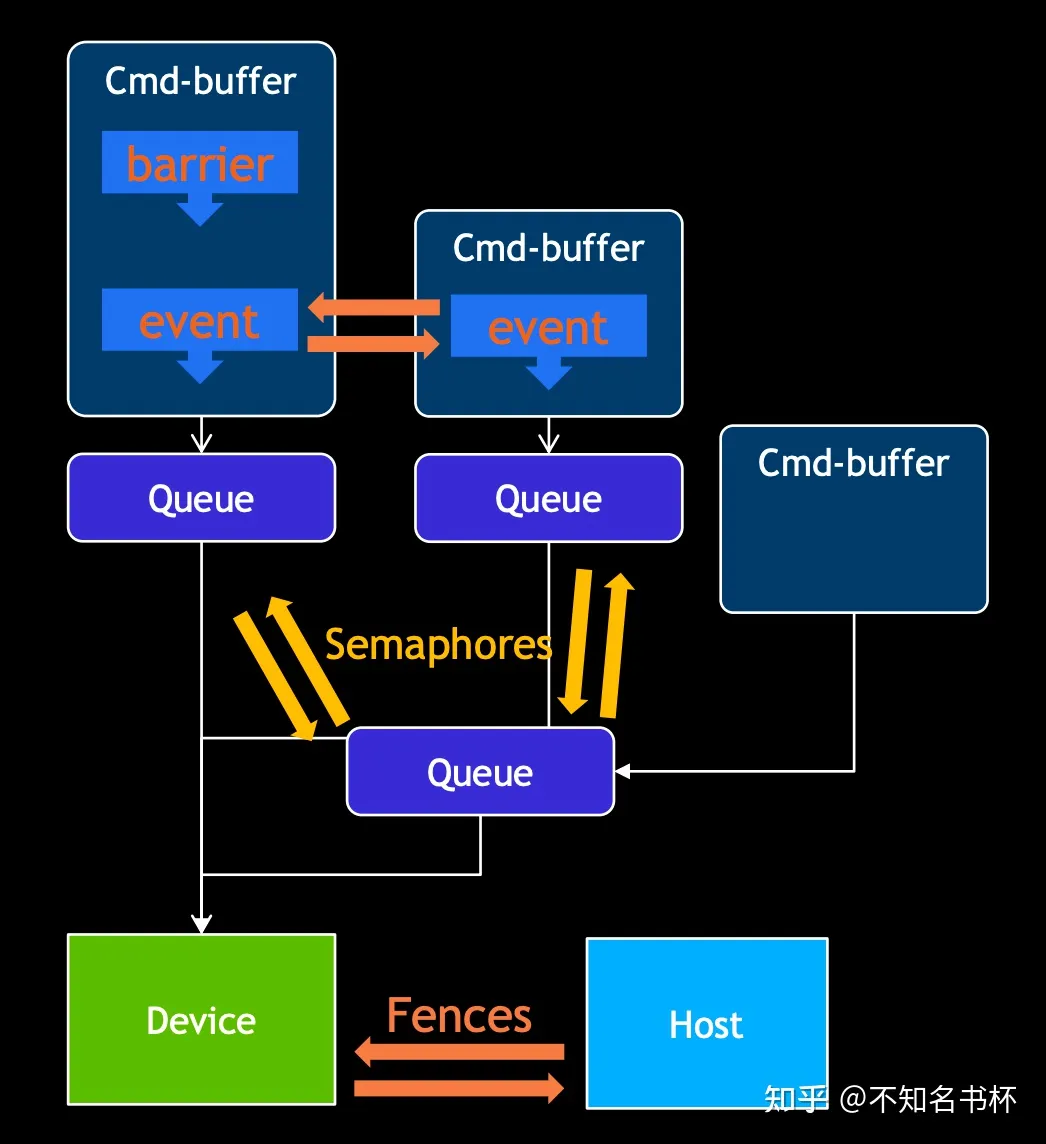 Cmd-buffer
barrier
event
Cmd-buffer
event
Queue
Queue
Cmd-buffer
Semaphores
Queue
Device
Fences
Host
知乎 @不知名书杯